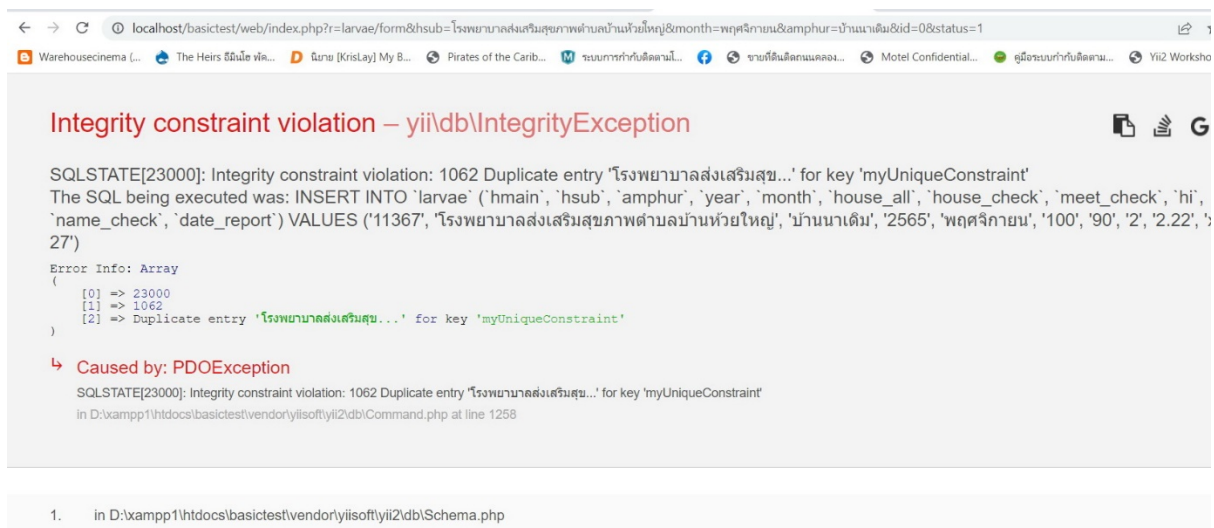 localhost/basictest/web/index.php?r=larvae/form&hsub=โรงพยาบาลส่งเสริมสุขภาพตำบลบ้านห้วยใหญ่&month=พฤศจิกายน&amphur=บ้านนาเดิม&id=0&status=1
Warehousecinema (... The Heirs อีมินโฮ พัค... นิยาย [KrisLay] My B... Pirates of the Carib... ระบบการกำกับติดตามโ... ขายที่ดินติดถนนคลอง... Motel Confidential... คู่มือระบบกำกับติดตาม... Yii2 Worksho
Integrity constraint violation – yii\db\IntegrityException
SQLSTATE[23000]: Integrity constraint violation: 1062 Duplicate entry 'โรงพยาบาลส่งเสริมสุข...' for key 'myUniqueConstraint'
The SQL being executed was: INSERT INTO `larvae` (`hmain`, `hsub`, `amphur`, `year`, `month`, `house_all`, `house_check`, `meet_check`, `hi`,
`name_check`, `date_report`) VALUES ('11367', 'โรงพยาบาลส่งเสริมสุขภาพตำบลบ้านห้วยใหญ่', 'บ้านนาเดิม', '2565', 'พฤศจิกายน', '100', '90', '2', '2.22',
27')
Error Info: Array
(
[0] => 23000
[1] => 1062
[2] => Duplicate entry 'โรงพยาบาลส่งเสริมสุข...' for key 'myUniqueConstraint'
)
Caused by: PDOException
SQLSTATE[23000]: Integrity constraint violation: 1062 Duplicate entry 'โรงพยาบาลส่งเสริมสุข...' for key 'myUniqueConstraint'
in D:\xampp1\htdocs\basictest\vendor\yiisoft\yii2\db\Command.php at line 1258
1. in D:\xampp1\htdocs\basictest\vendor\yiisoft\yii2\db\Schema.php